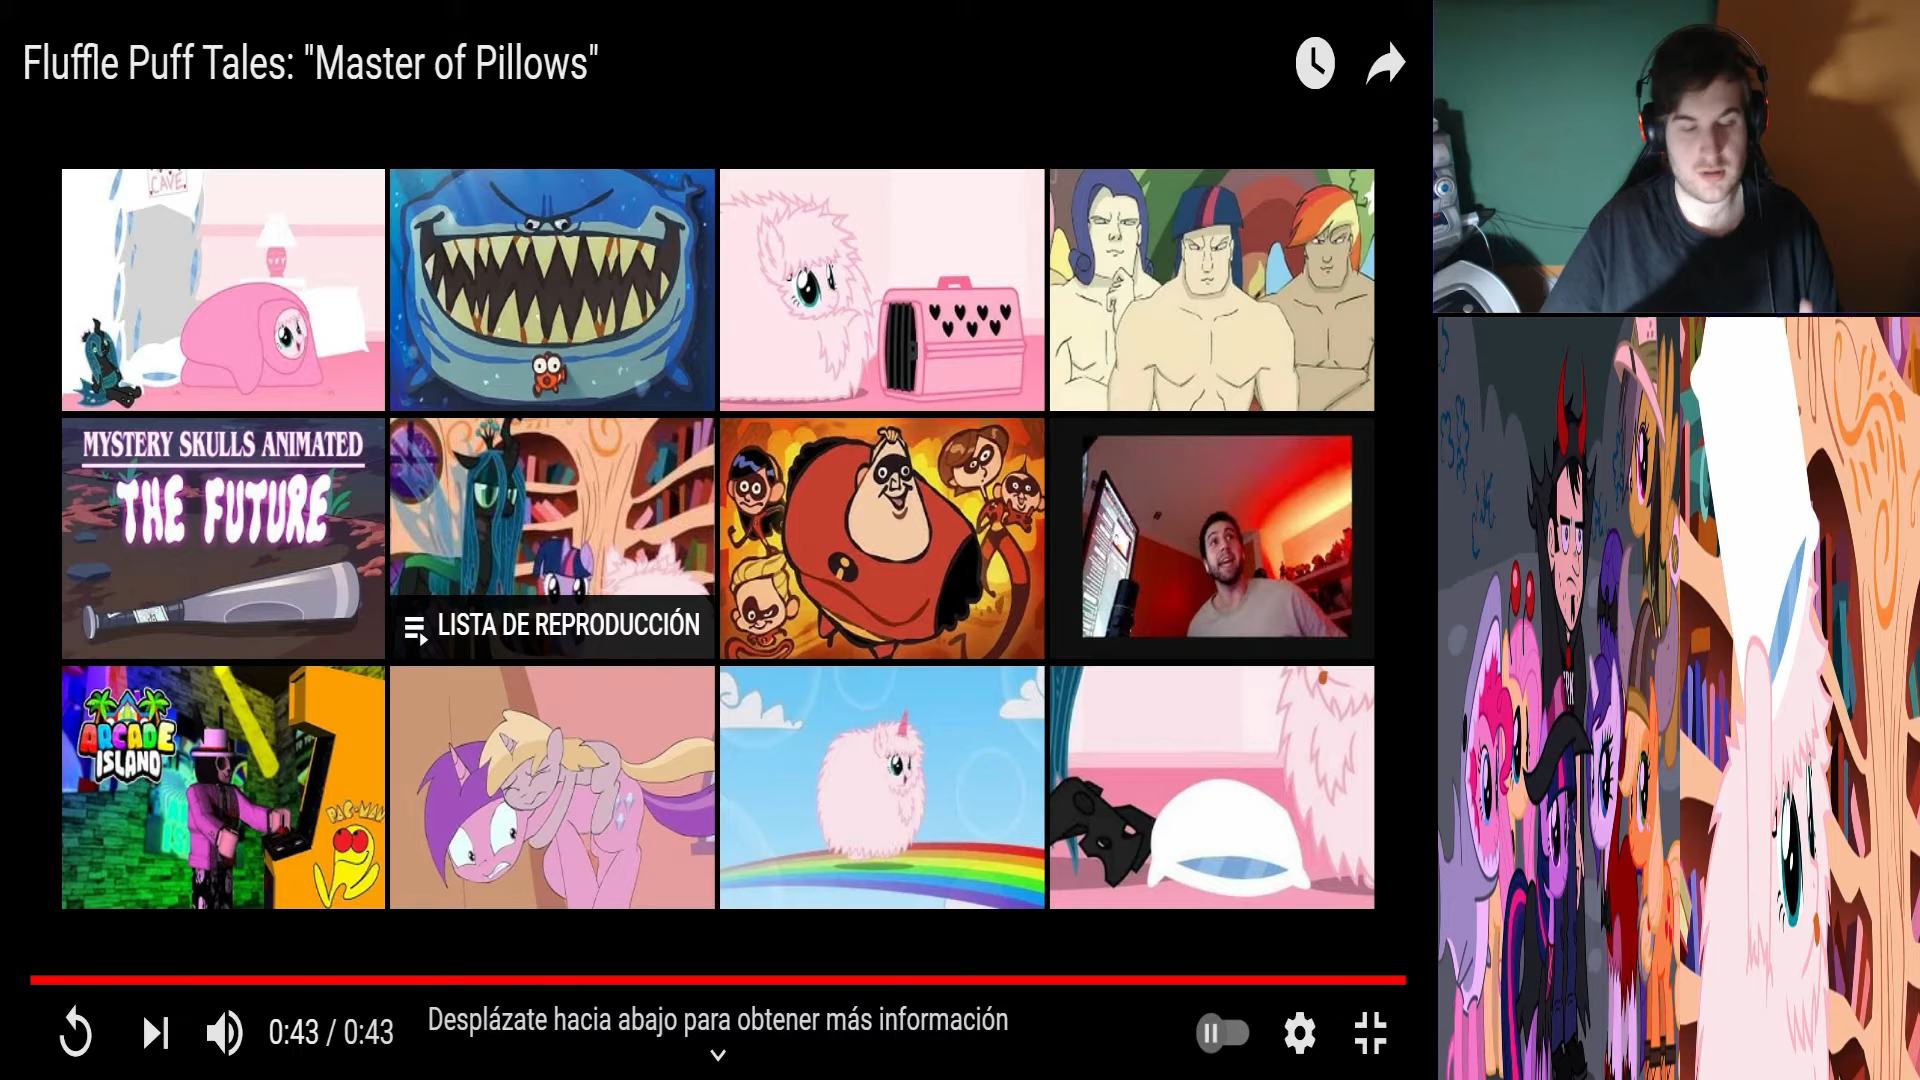 Fluffle Puff Tales: "Master of Pillows"
CAVE
MYSTERY SKULLS ANIMATED
THE FUTURE
LISTA DE REPRODUCCIÓN
ARCADE
ISLAND
PAC-MAN
0:43 / 0:43
Desplázate hacia abajo para obtener más información